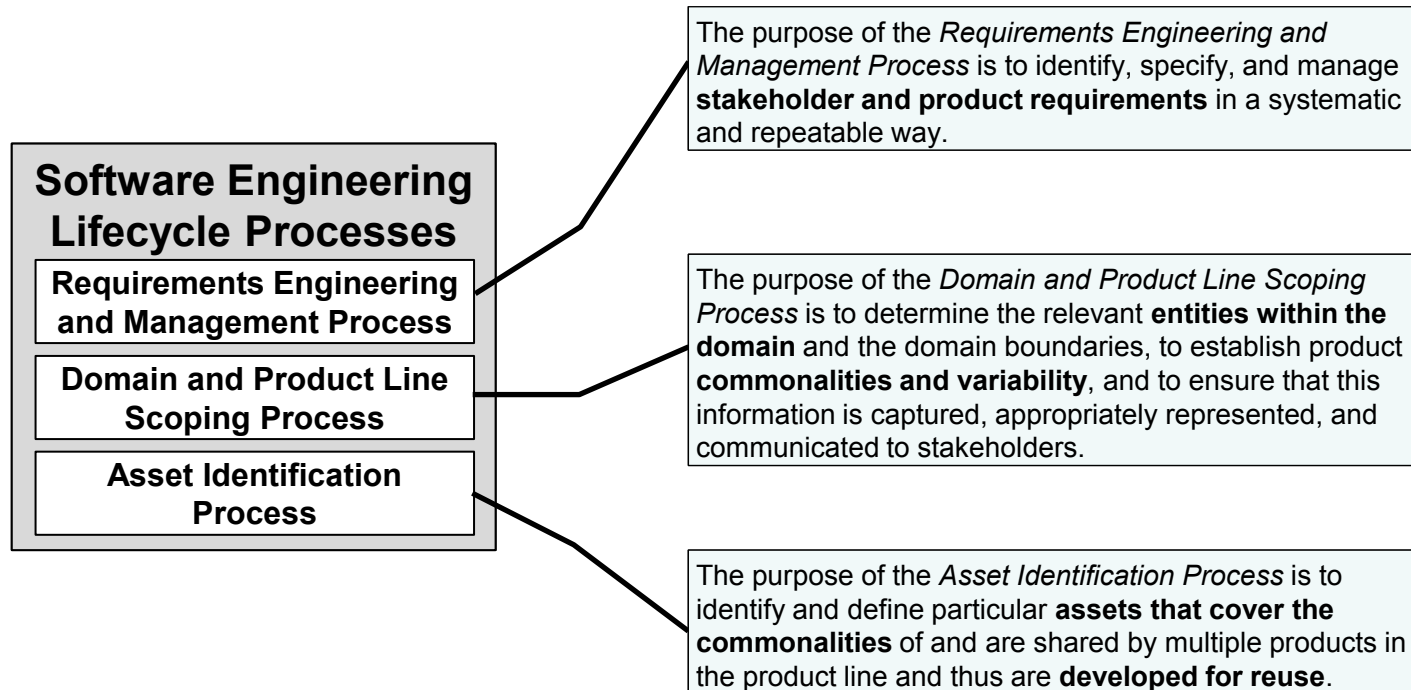 Software Engineering
Lifecycle Processes
Requirements Engineering
and Management Process
Domain and Product Line
Scoping Process
Asset Identification
Process
The purpose of the Requirements Engineering and
Management Process is to identify, specify, and manage
stakeholder and product requirements in a systematic
and repeatable way.
The purpose of the Domain and Product Line Scoping
Process is to determine the relevant entities within the
domain and the domain boundaries, to establish product
commonalities and variability, and to ensure that this
information is captured, appropriately represented, and
communicated to stakeholders.
The purpose of the Asset Identification Process is to
identify and define particular assets that cover the
commonalities of and are shared by multiple products in
the product line and thus are developed for reuse.